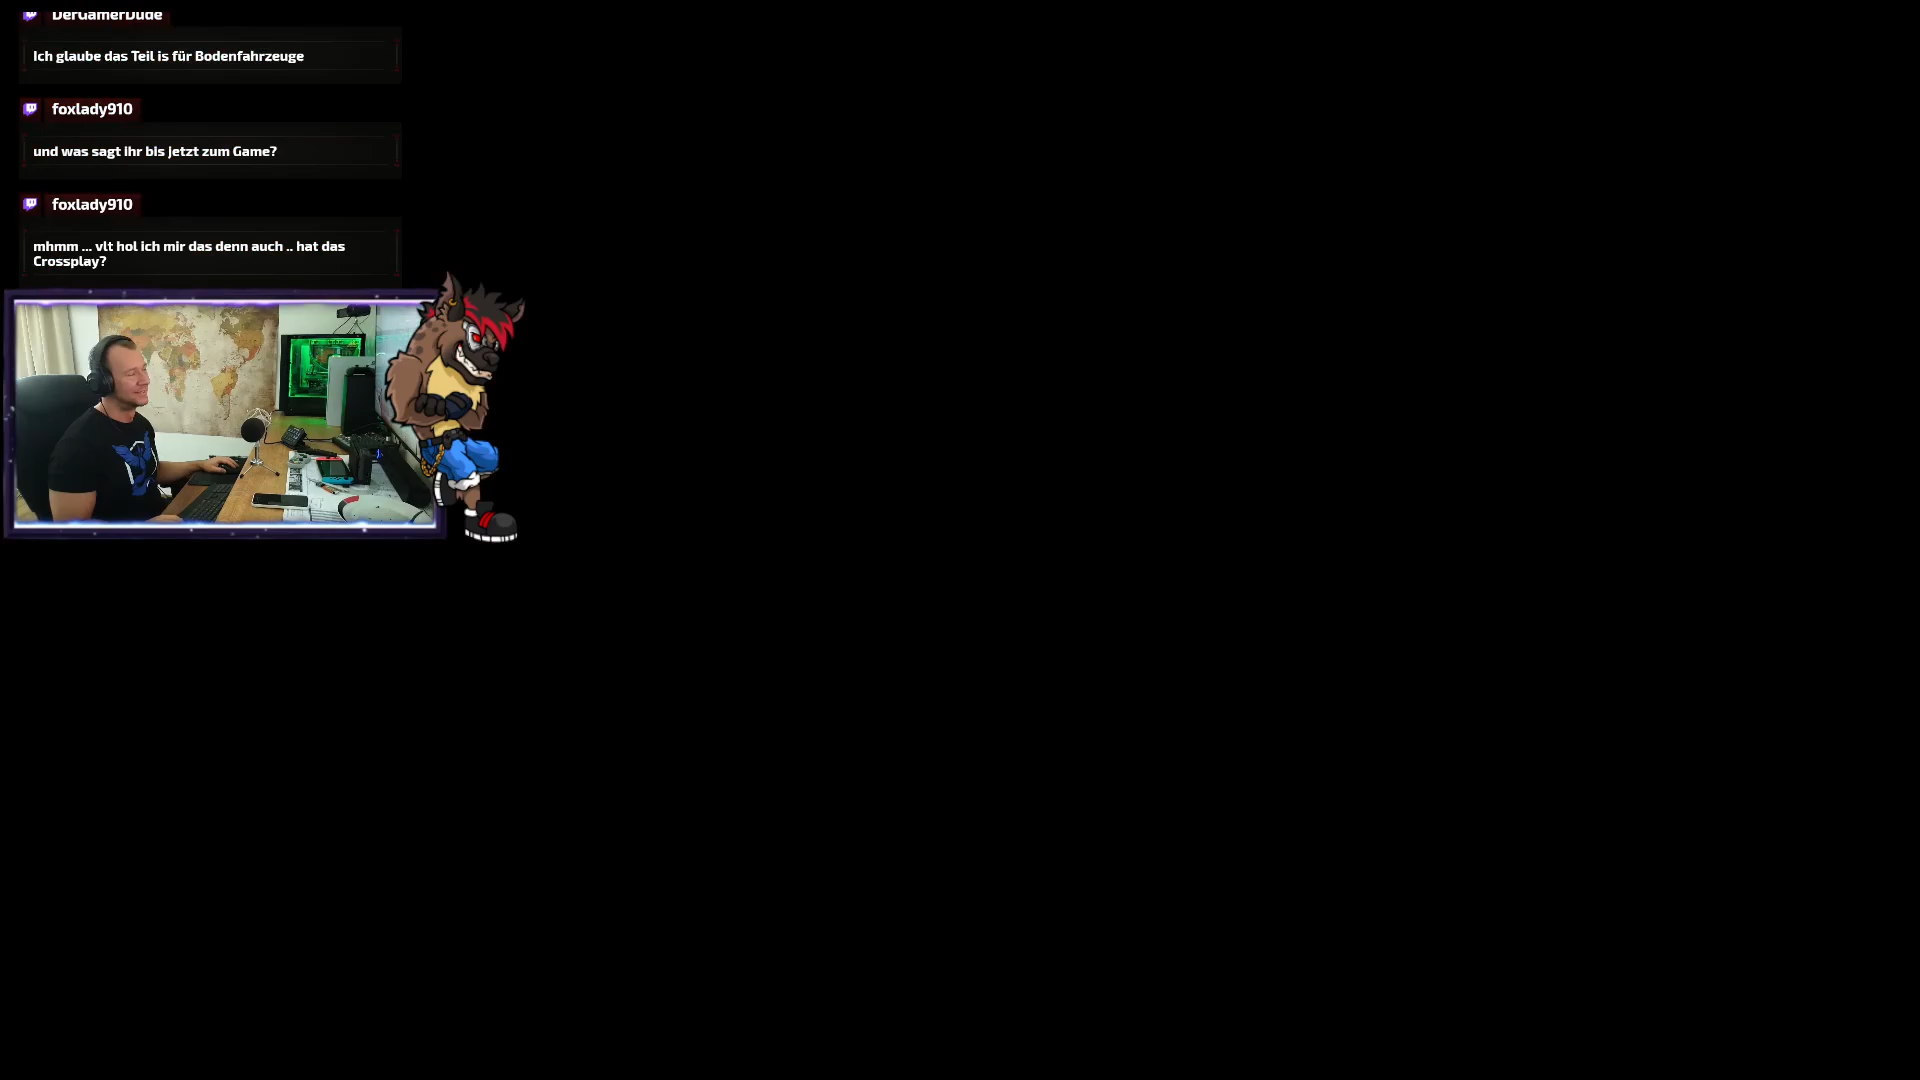 DerGamerDude
Ich glaube das Teil is für Bodenfahrzeuge
foxlady910
und was sagt ihr bis jetzt zum Game?
foxlady910
mhmm ... vlt hol ich mir das denn auch .. hat das
Crossplay?